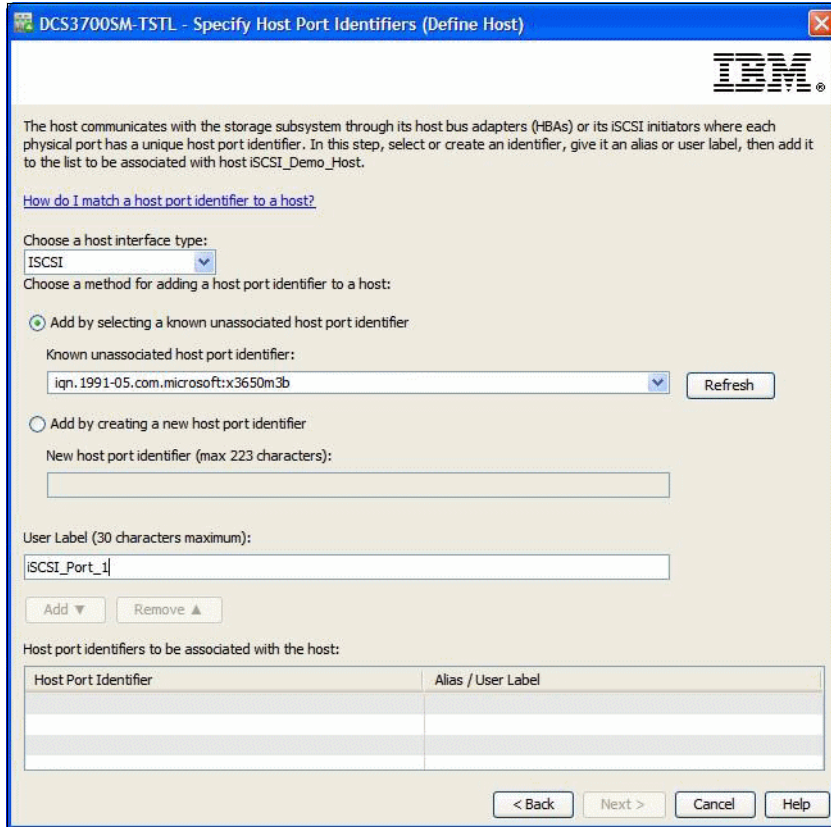 DCS3700SM-TSTL - Specify Host Port Identifiers (Define Host)
IBM®
The host communicates with the storage subsystem through its host bus adapters (HBAs) or its iSCSI initiators where each
physical port has a unique host port identifier. In this step, select or create an identifier, give it an alias or user label, then add it
to the list to be associated with host iSCSI_Demo_Host.
How do I match a host port identifier to a host?
Choose a host interface type:
ISCSI
Choose a method for adding a host port identifier to a host:
Add by selecting a known unassociated host port identifier
Known unassociated host port identifier:
iqn.1991-05.com.microsoft:x3650m3b
Refresh
Add by creating a new host port identifier
New host port identifier (max 223 characters):
User Label (30 characters maximum):
iSCSI_Port_1
Add ▼ Remove ▲
Host port identifiers to be associated with the host:
Host Port Identifier Alias / User Label
< Back Next > Cancel Help